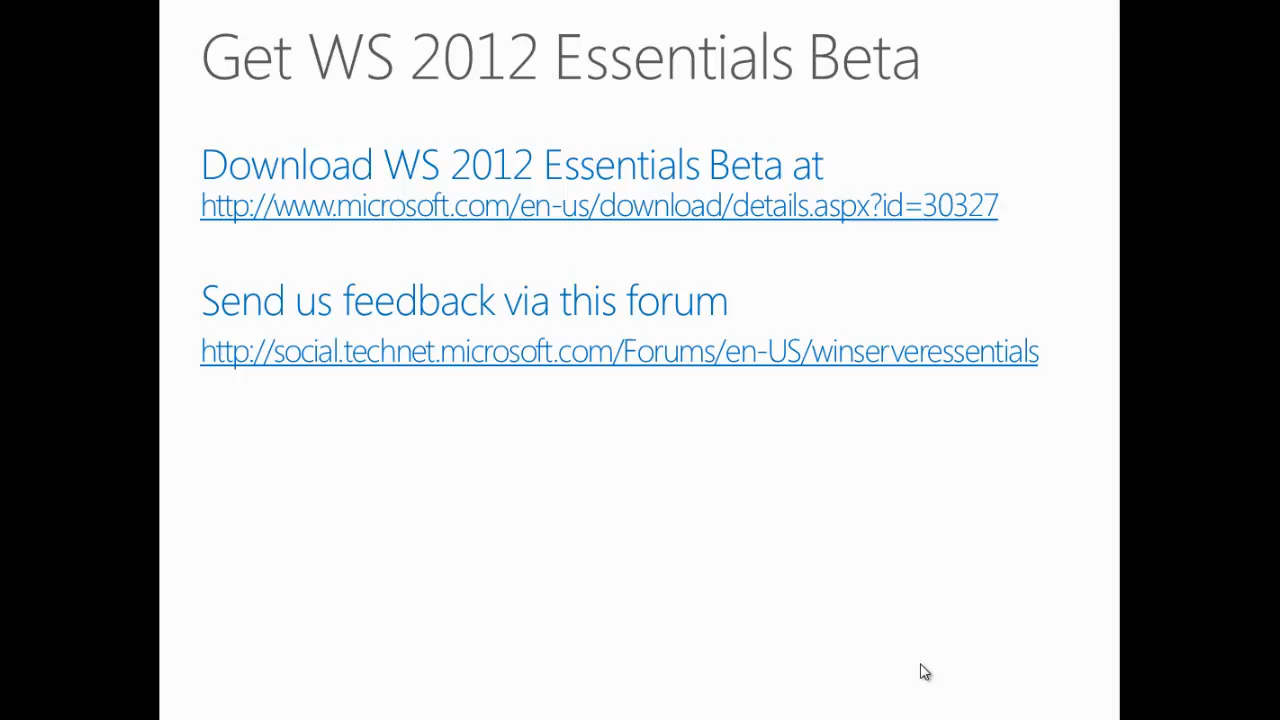 Get WS 2012 Essentials Beta
Download WS 2012 Essentials Beta at
http://www.microsoft.com/en-us/download/details.aspx?id=30327
Send us feedback via this forum
http://social.technet.microsoft.com/Forums/en-US/winserveressentials